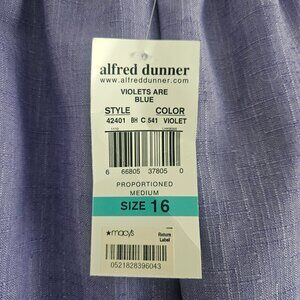 alfred dunner
www.alfreddunner.com
VIOLETS ARE
BLUE
STYLE COLOR
42401 BH C 541 VIOLET
6 66805 37805 0
PROPORTIONED
MEDIUM
SIZE 16
★macy's
Return
Label
0521828396043